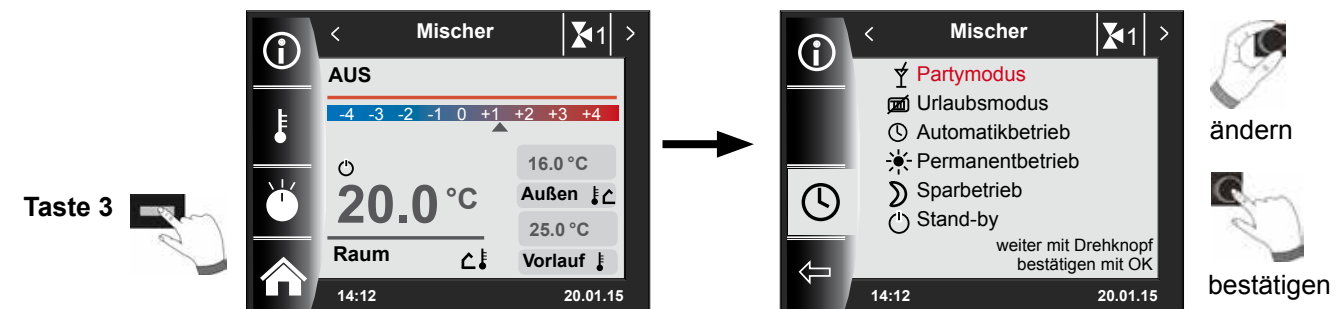 Taste 3
< Mischer 1 >
AUS
-4 -3 -2 -1 0 +1 +2 +3 +4
16.0 °C
20.0 °C
Außen
25.0 °C
Raum
Vorlauf
14:12 20.01.15
< Mischer 1 >
Partymodus
Urlaubsmodus
Automatikbetrieb
Permanentbetrieb
Sparbetrieb
Stand-by
weiter mit Drehknopf
bestätigen mit OK
14:12 20.01.15
ändern
bestätigen